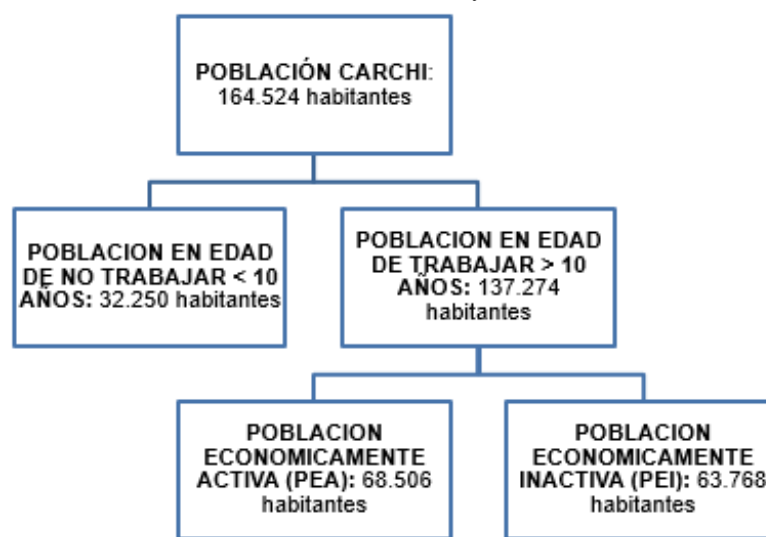 POBLACIÓN CARCHI:
164.524 habitantes
POBLACION EN EDAD
DE NO TRABAJAR < 10
AÑOS: 32.250 habitantes
POBLACION EN EDAD
DE TRABAJAR > 10
AÑOS: 137.274
habitantes
POBLACION
ECONOMICAMENTE
ACTIVA (PEA): 68.506
habitantes
POBLACION
ECONOMICAMENTE
INACTIVA (PEI): 63.768
habitantes